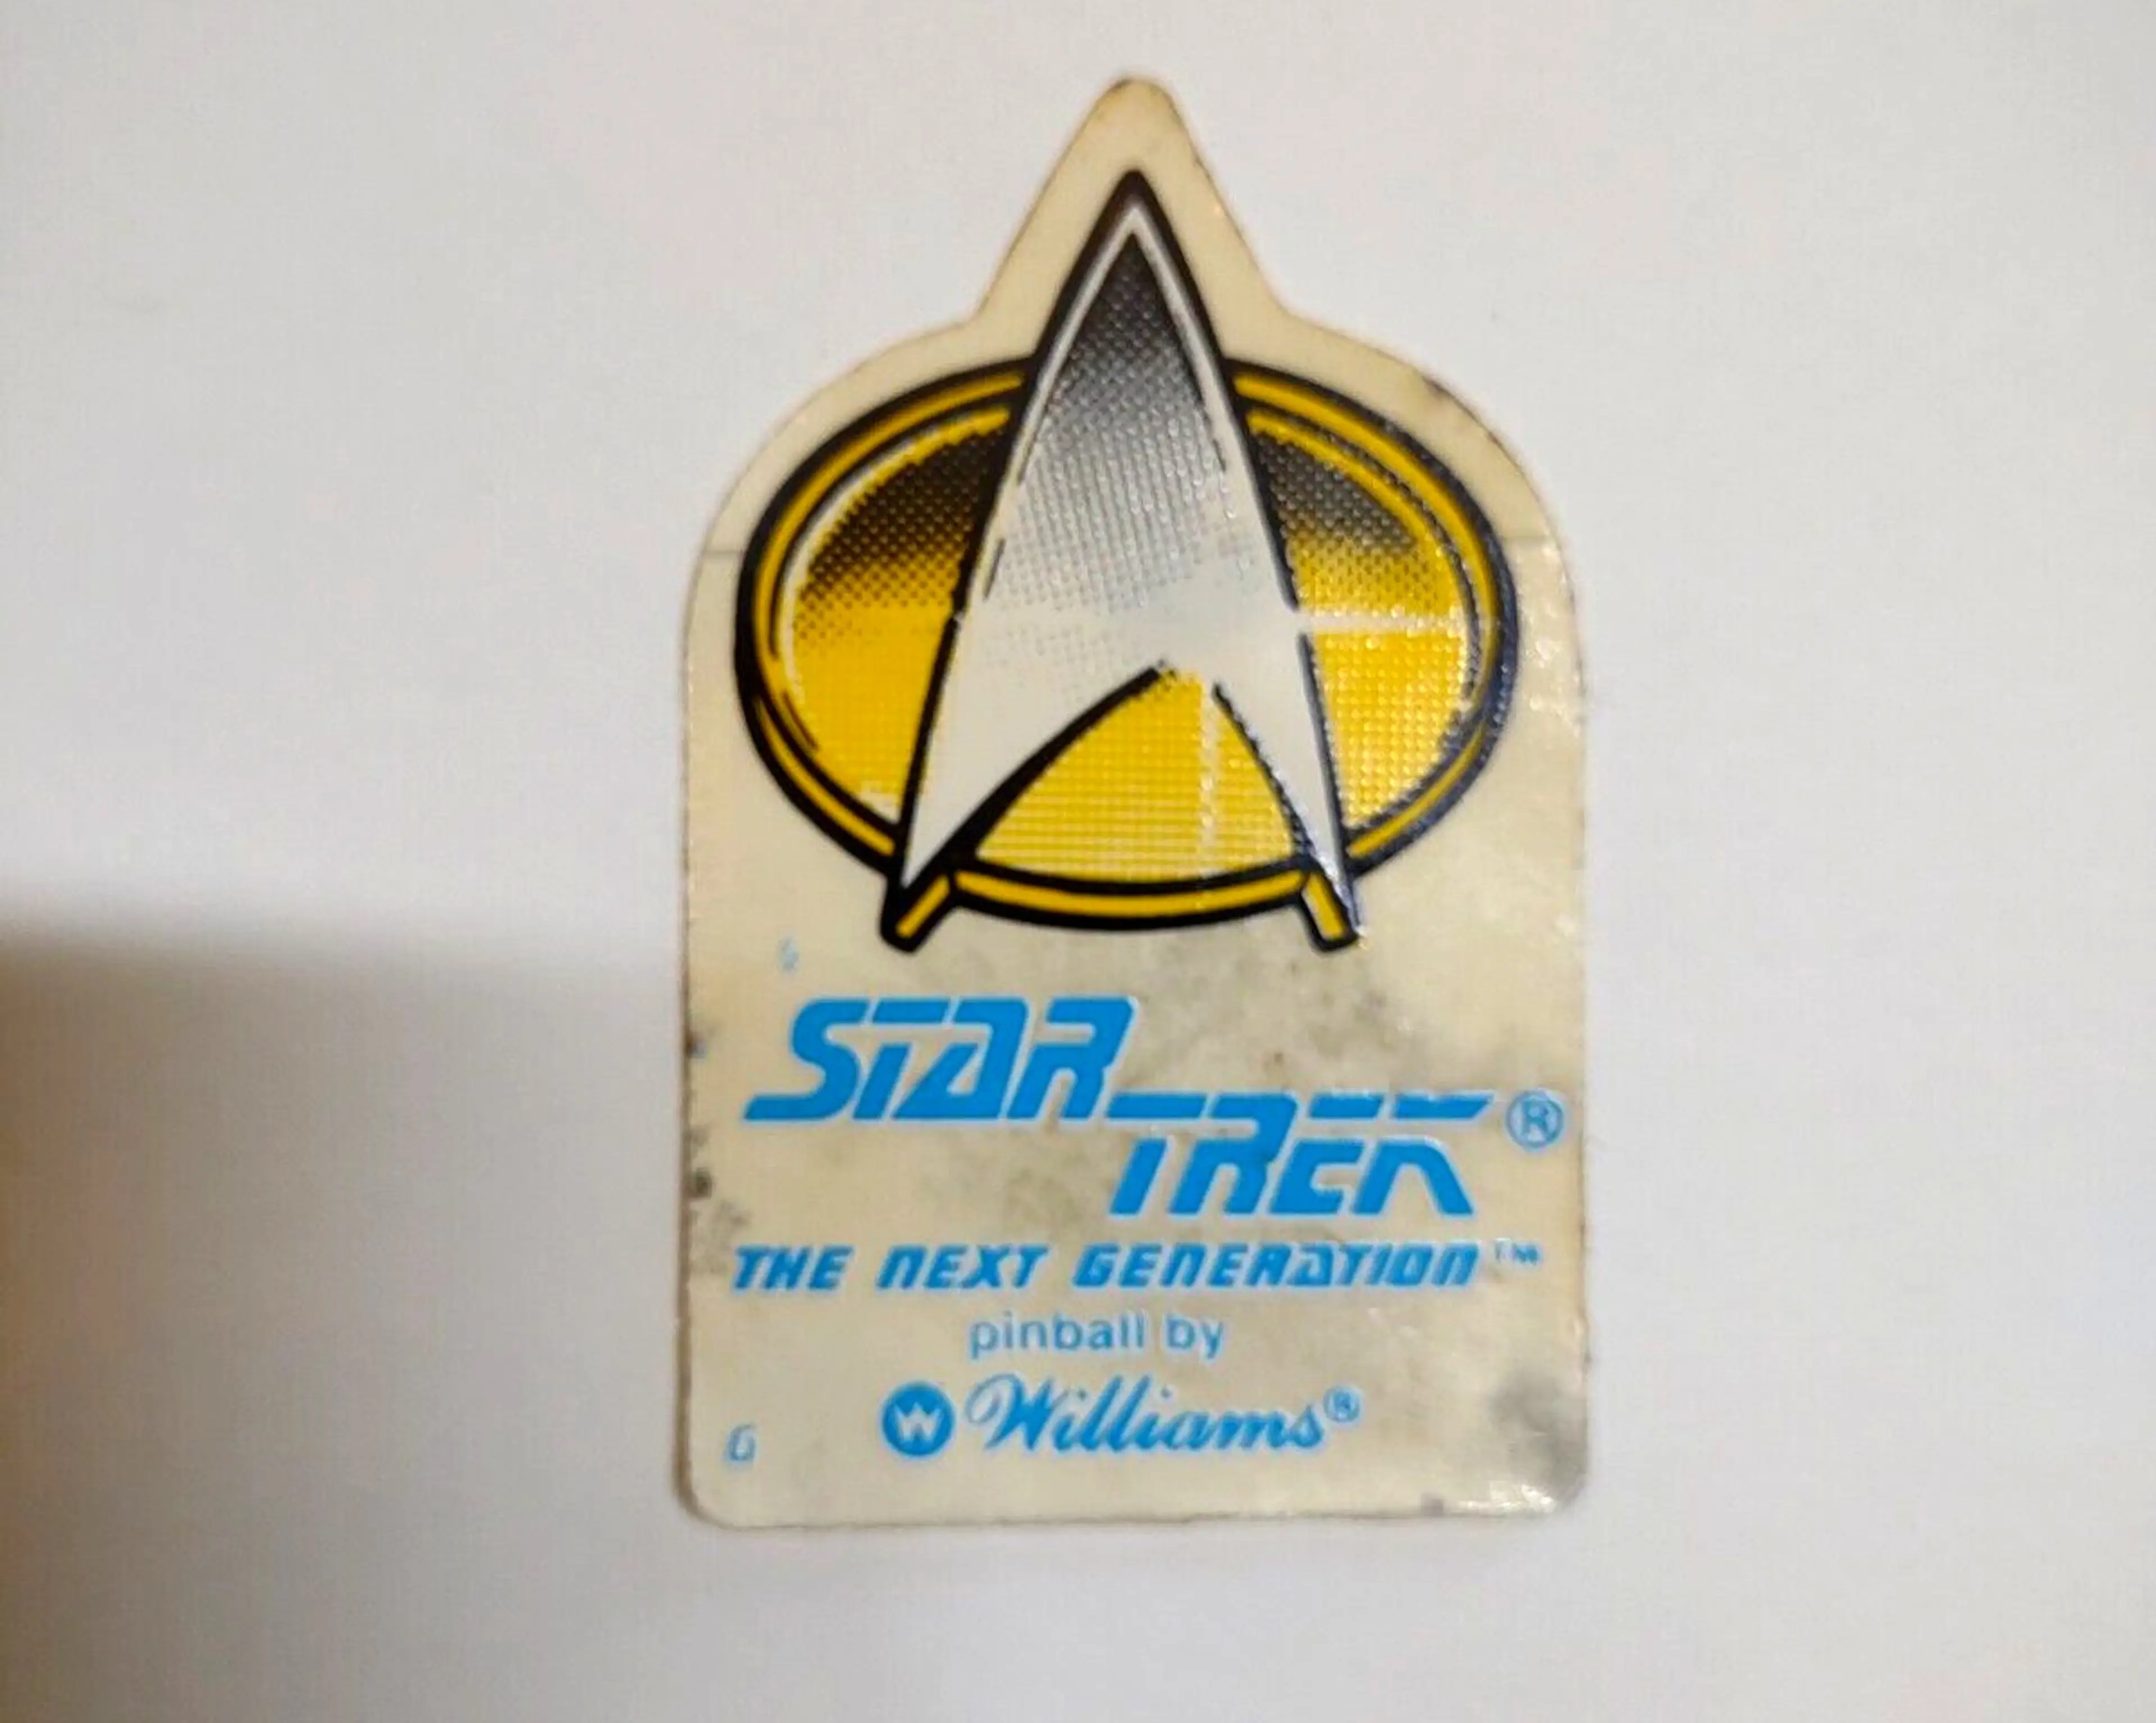 STAR
TREK®
THE NEXT GENERATION™
pinball by
W Williams®
G